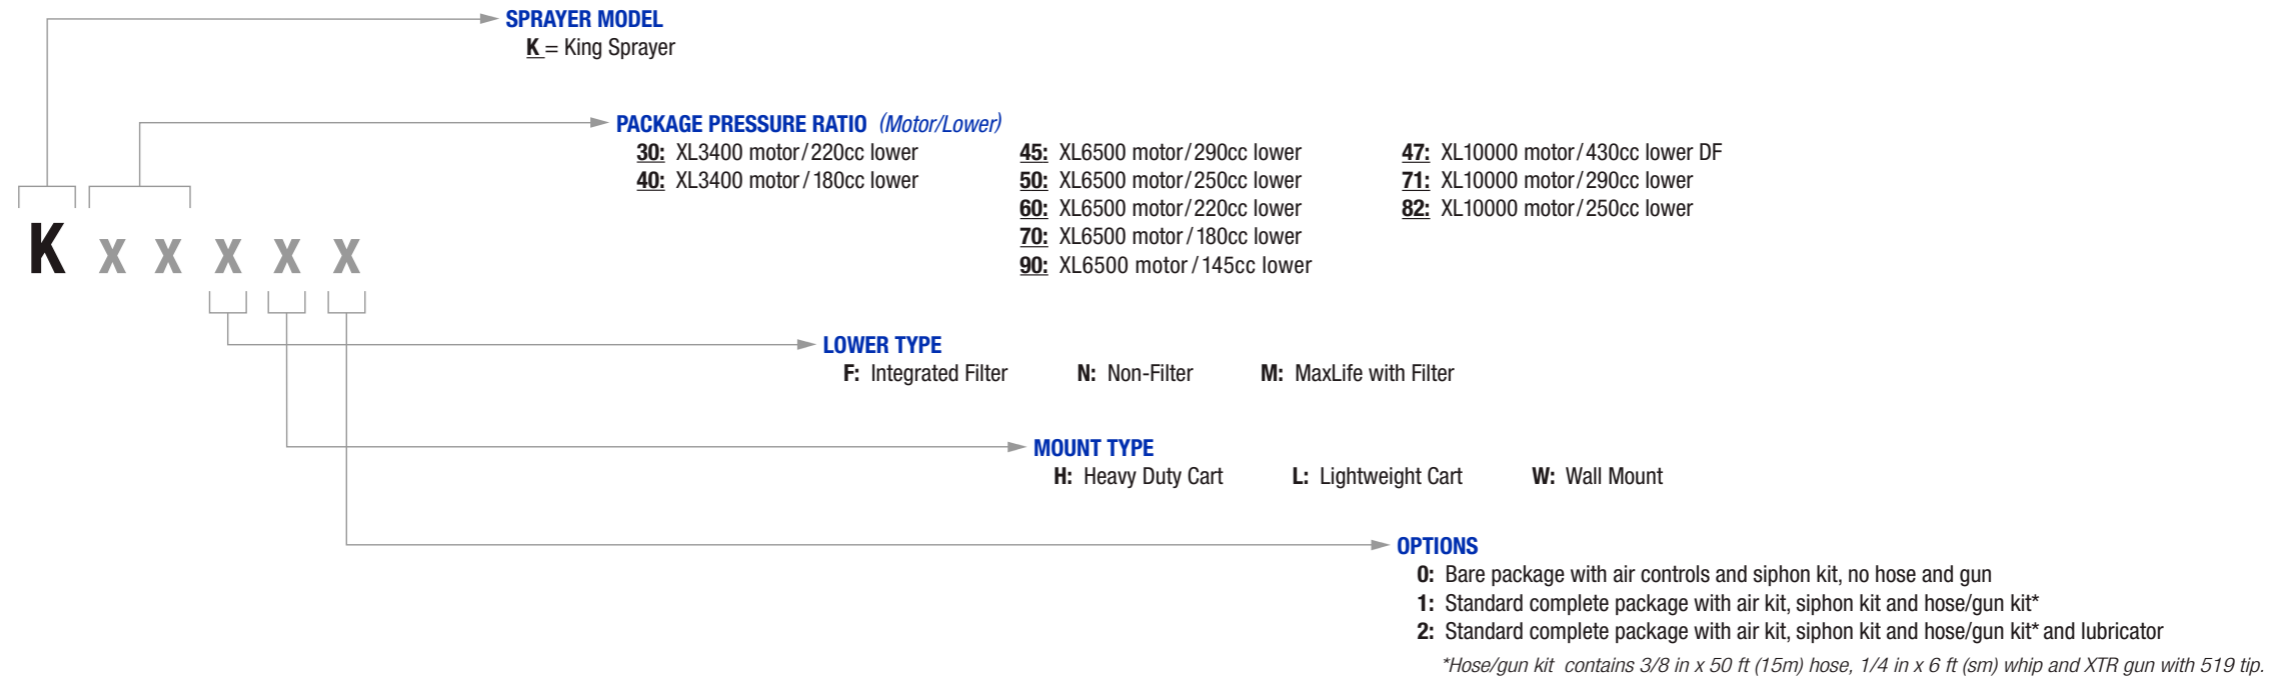 SPRAYER MODEL
K = King Sprayer
PACKAGE PRESSURE RATIO (Motor/Lower)
30: XL3400 motor/220cc lower
40: XL3400 motor/180cc lower
45: XL6500 motor/290cc lower
50: XL6500 motor/250cc lower
60: XL6500 motor/220cc lower
70: XL6500 motor/180cc lower
90: XL6500 motor/145cc lower
47: XL10000 motor/430cc lower DF
71: XL10000 motor/290cc lower
82: XL10000 motor/250cc lower
K x x x x x
LOWER TYPE
F: Integrated Filter N: Non-Filter M: MaxLife with Filter
MOUNT TYPE
H: Heavy Duty Cart L: Lightweight Cart W: Wall Mount
OPTIONS
0: Bare package with air controls and siphon kit, no hose and gun
1: Standard complete package with air kit, siphon kit and hose/gun kit*
2: Standard complete package with air kit, siphon kit and hose/gun kit* and lubricator
*Hose/gun kit contains 3/8 in x 50 ft (15m) hose, 1/4 in x 6 ft (sm) whip and XTR gun with 519 tip.